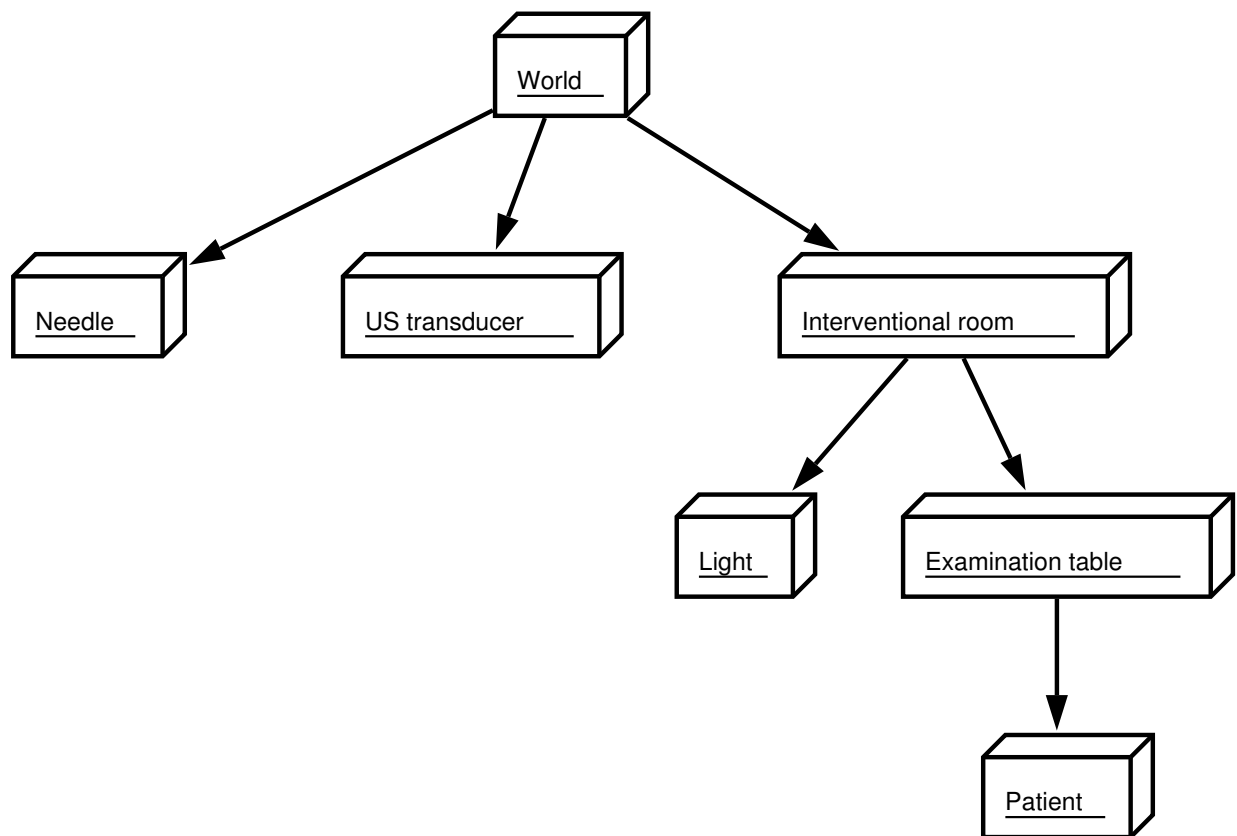 World
Needle
US transducer
Interventional room
Light
Examination table
Patient